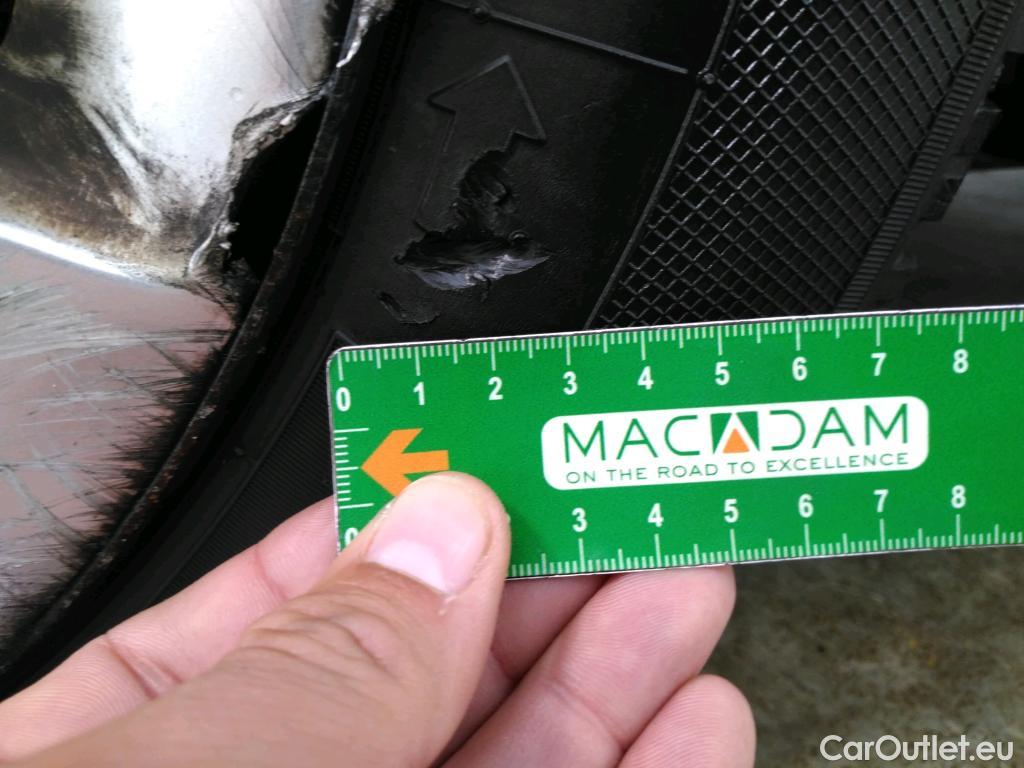 0 1 2 3 4 5 6 7 8
MACADAM
ON THE ROAD TO EXCELLENCE
0 3 4 5 6 7 8
CarOutlet.eu